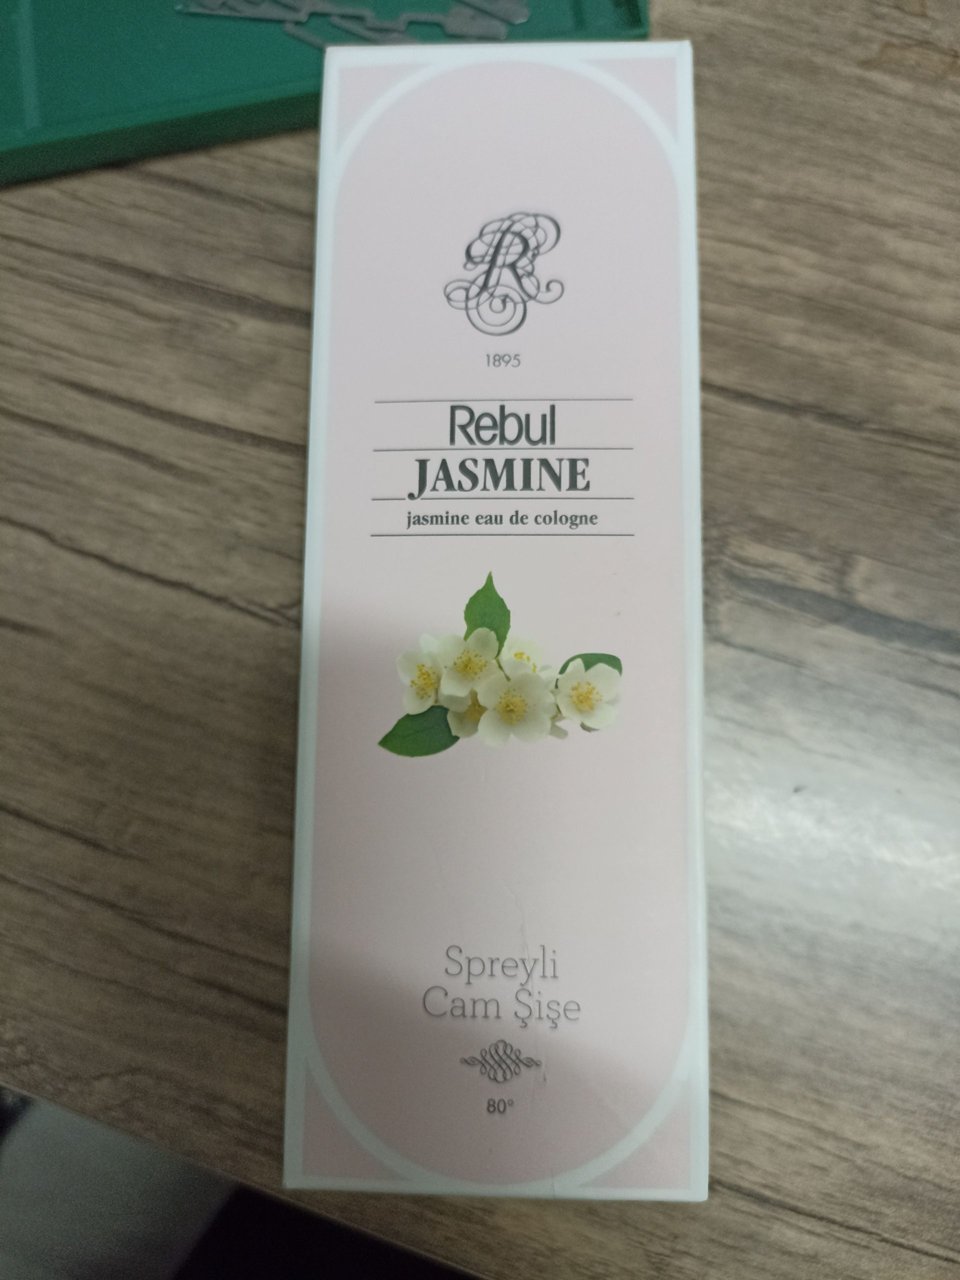 R
1895
Rebul
JASMINE
jasmine eau de cologne
Spreyli
Cam Şişe
80°